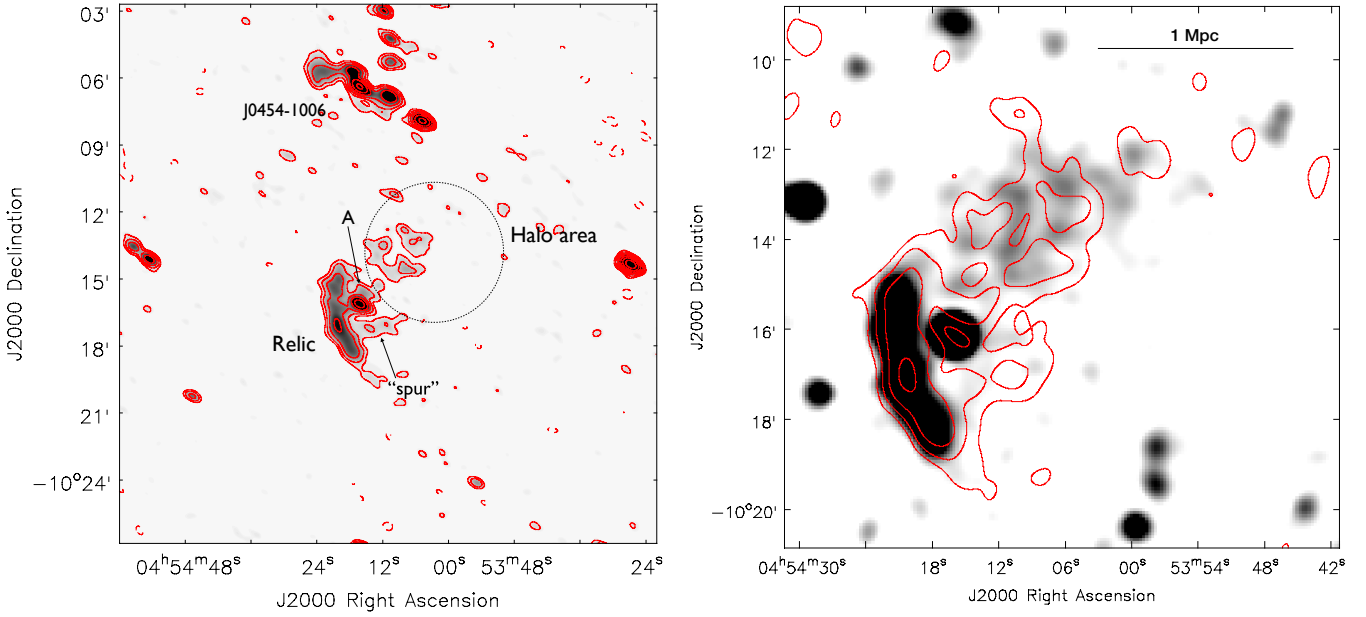 03'
06'
J0454-1006
09'
12'
A
Halo area
15'
Relic
18'
"spur"
21'
−10°24'
04ʰ54ᵐ48ˢ 24ˢ 12ˢ 00ˢ 53ᵐ48ˢ 24ˢ
J2000 Right Ascension
J2000 Declination
1 Mpc
10'
12'
14'
16'
18'
−10°20'
04ʰ54ᵐ30ˢ 18ˢ 12ˢ 06ˢ 00ˢ 53ᵐ54ˢ 48ˢ 42ˢ
J2000 Right Ascension
J2000 Declination